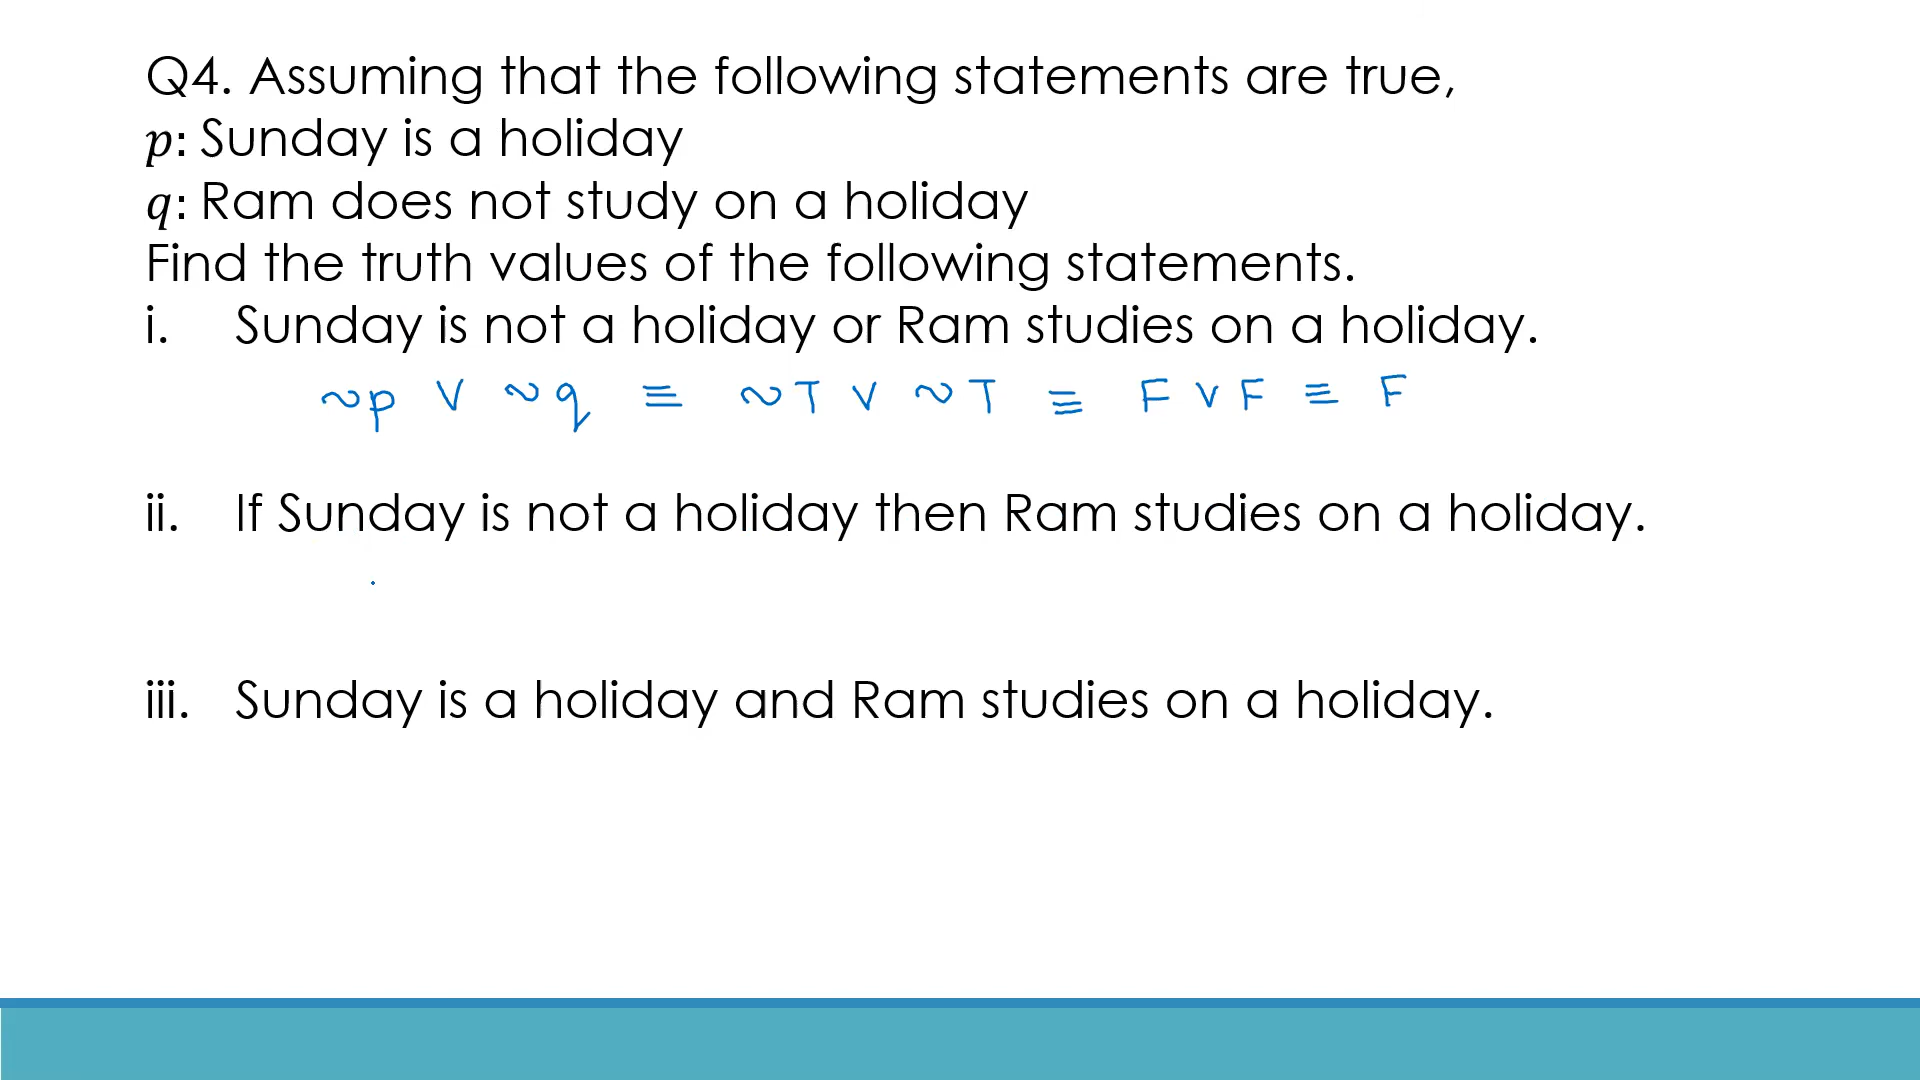 Q4. Assuming that the following statements are true,
p: Sunday is a holiday
q: Ram does not study on a holiday
Find the truth values of the following statements.
i. Sunday is not a holiday or Ram studies on a holiday.
~p ∨ ~q ≡ ~T ∨ ~T ≡ F ∨ F ≡ F
ii. If Sunday is not a holiday then Ram studies on a holiday.
iii. Sunday is a holiday and Ram studies on a holiday.